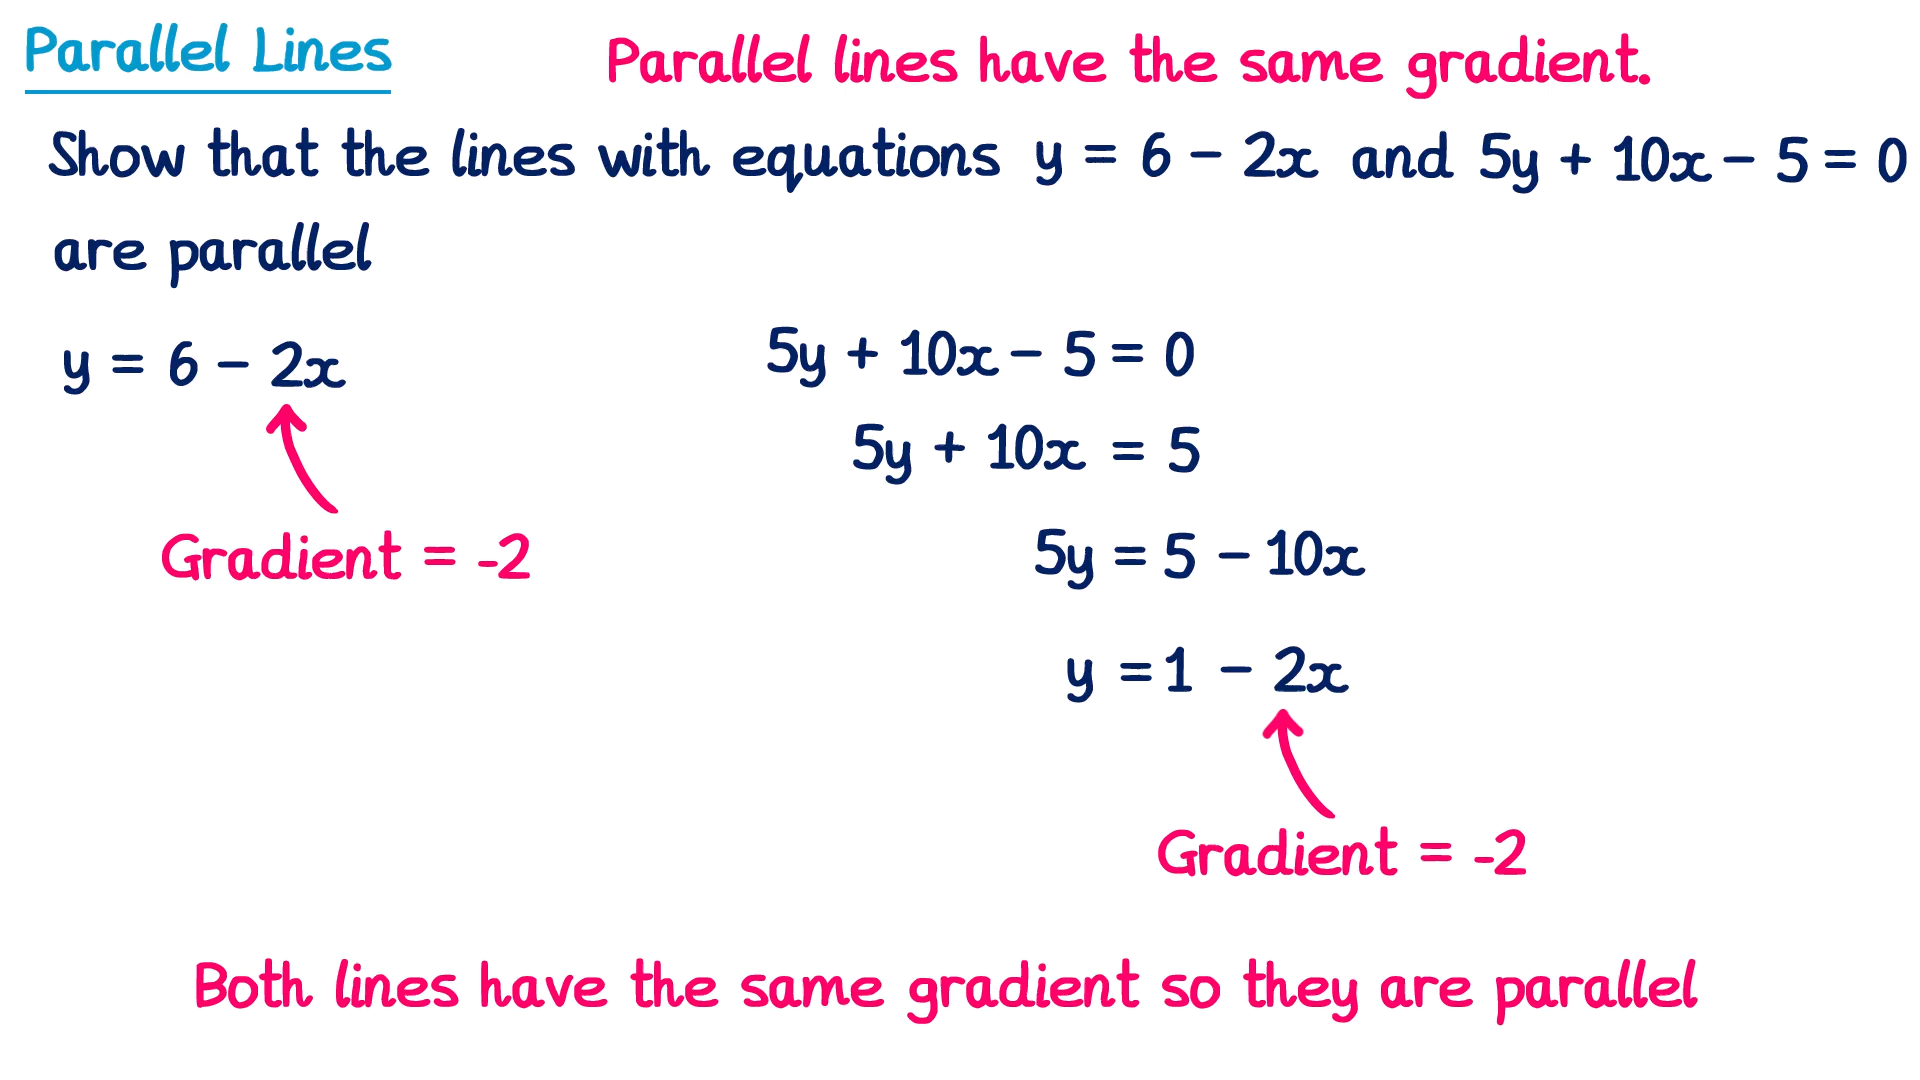 Parallel Lines
Parallel lines have the same gradient.
Show that the lines with equations y = 6 − 2x and 5y + 10x − 5 = 0
are parallel
y = 6 − 2x
Gradient = -2
5y + 10x − 5 = 0
5y + 10x = 5
5y = 5 − 10x
y = 1 − 2x
Gradient = -2
Both lines have the same gradient so they are parallel